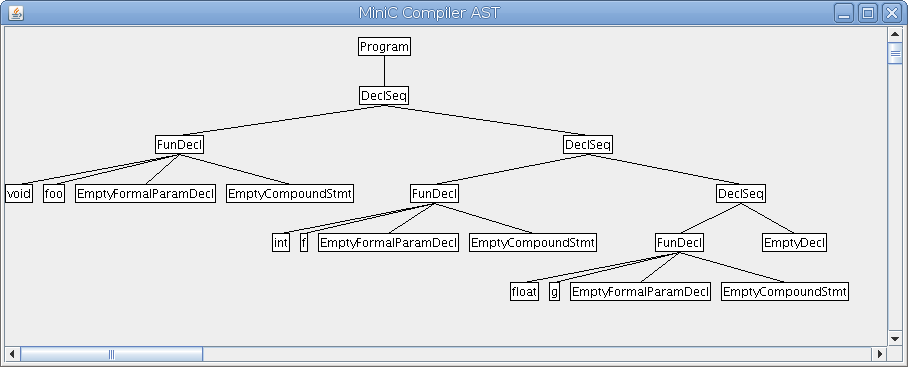 MiniC Compiler AST
Program
DeclSeq
FunDecl DeclSeq
void foo EmptyFormalParamDecl EmptyCompoundStmt FunDecl DeclSeq
int f EmptyFormalParamDecl EmptyCompoundStmt FunDecl EmptyDecl
float g EmptyFormalParamDecl EmptyCompoundStmt